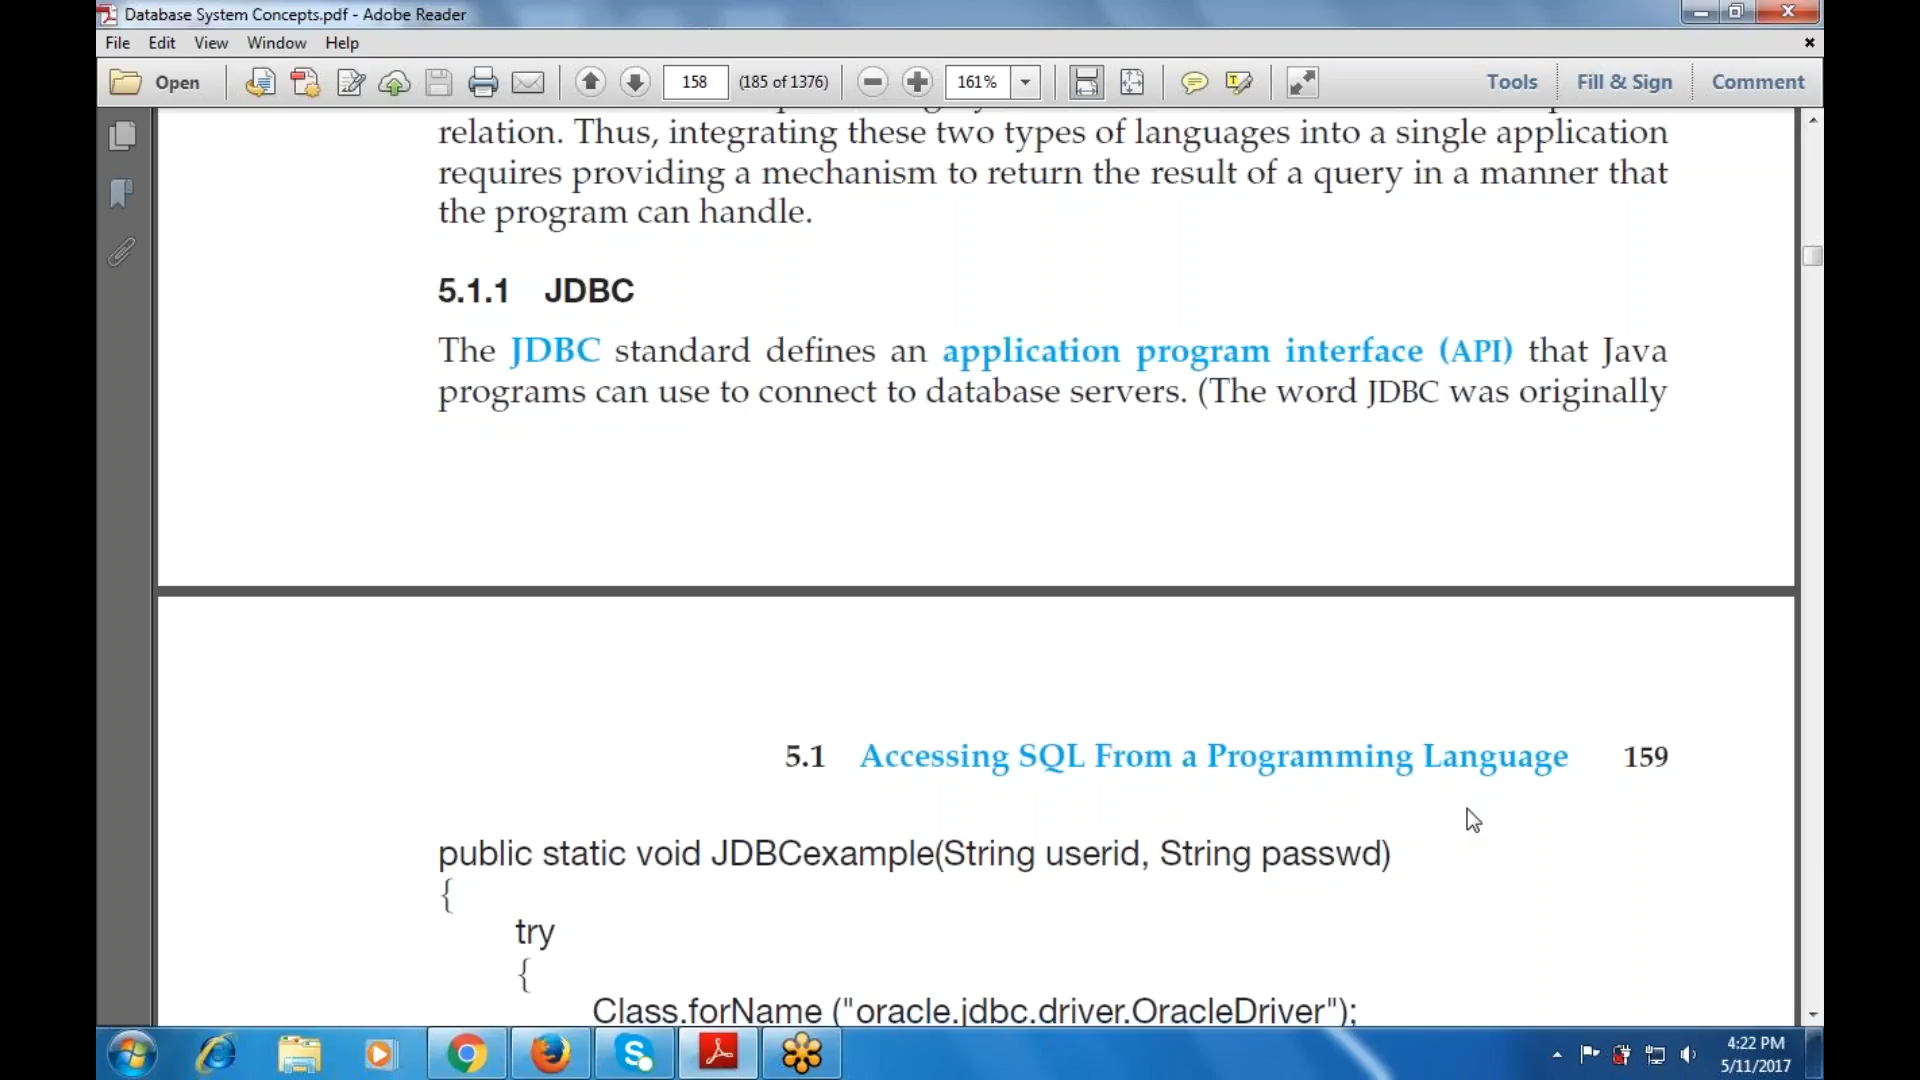 Database System Concepts.pdf - Adobe Reader
File Edit View Window Help
Open 158 (185 of 1376) 161% Tools Fill & Sign Comment
relation. Thus, integrating these two types of languages into a single application
requires providing a mechanism to return the result of a query in a manner that
the program can handle.
5.1.1 JDBC
The JDBC standard defines an application program interface (API) that Java
programs can use to connect to database servers. (The word JDBC was originally
5.1 Accessing SQL From a Programming Language 159
public static void JDBCexample(String userid, String passwd)
{
try
{
Class.forName ("oracle.jdbc.driver.OracleDriver");
4:22 PM
5/11/2017